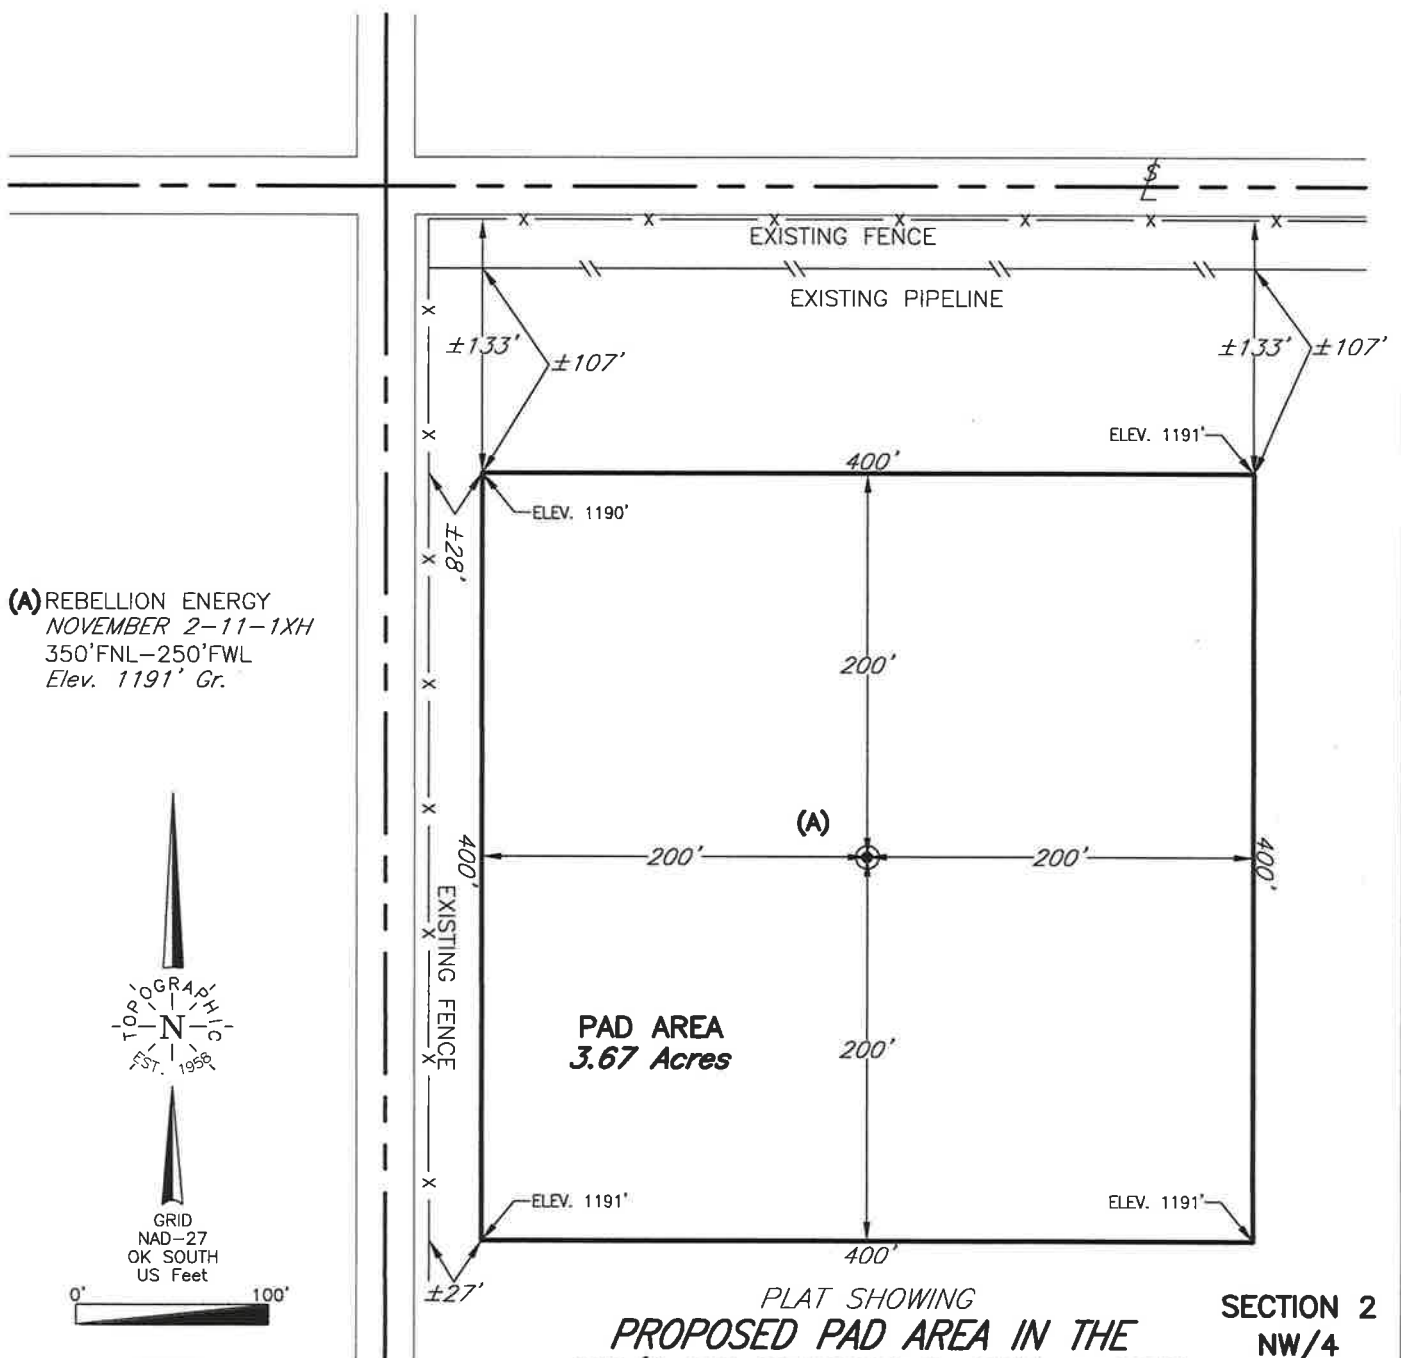 EXISTING FENCE
EXISTING PIPELINE
±133'
±107'
±133'
±107'
ELEV. 1191'
400'
ELEV. 1190'
±28'
(A) REBELLION ENERGY
NOVEMBER 2-11-1XH
350'FNL-250'FWL
Elev. 1191' Gr.
200'
(A)
400'
200'
200'
400'
EXISTING FENCE
TOPOGRAPHIC
N
EST. 1958
PAD AREA
3.67 Acres
200'
ELEV. 1191'
ELEV. 1191'
GRID
NAD-27
OK SOUTH
US Feet
0'
100'
400'
±27'
PLAT SHOWING
PROPOSED PAD AREA IN THE
SECTION 2
NW/4